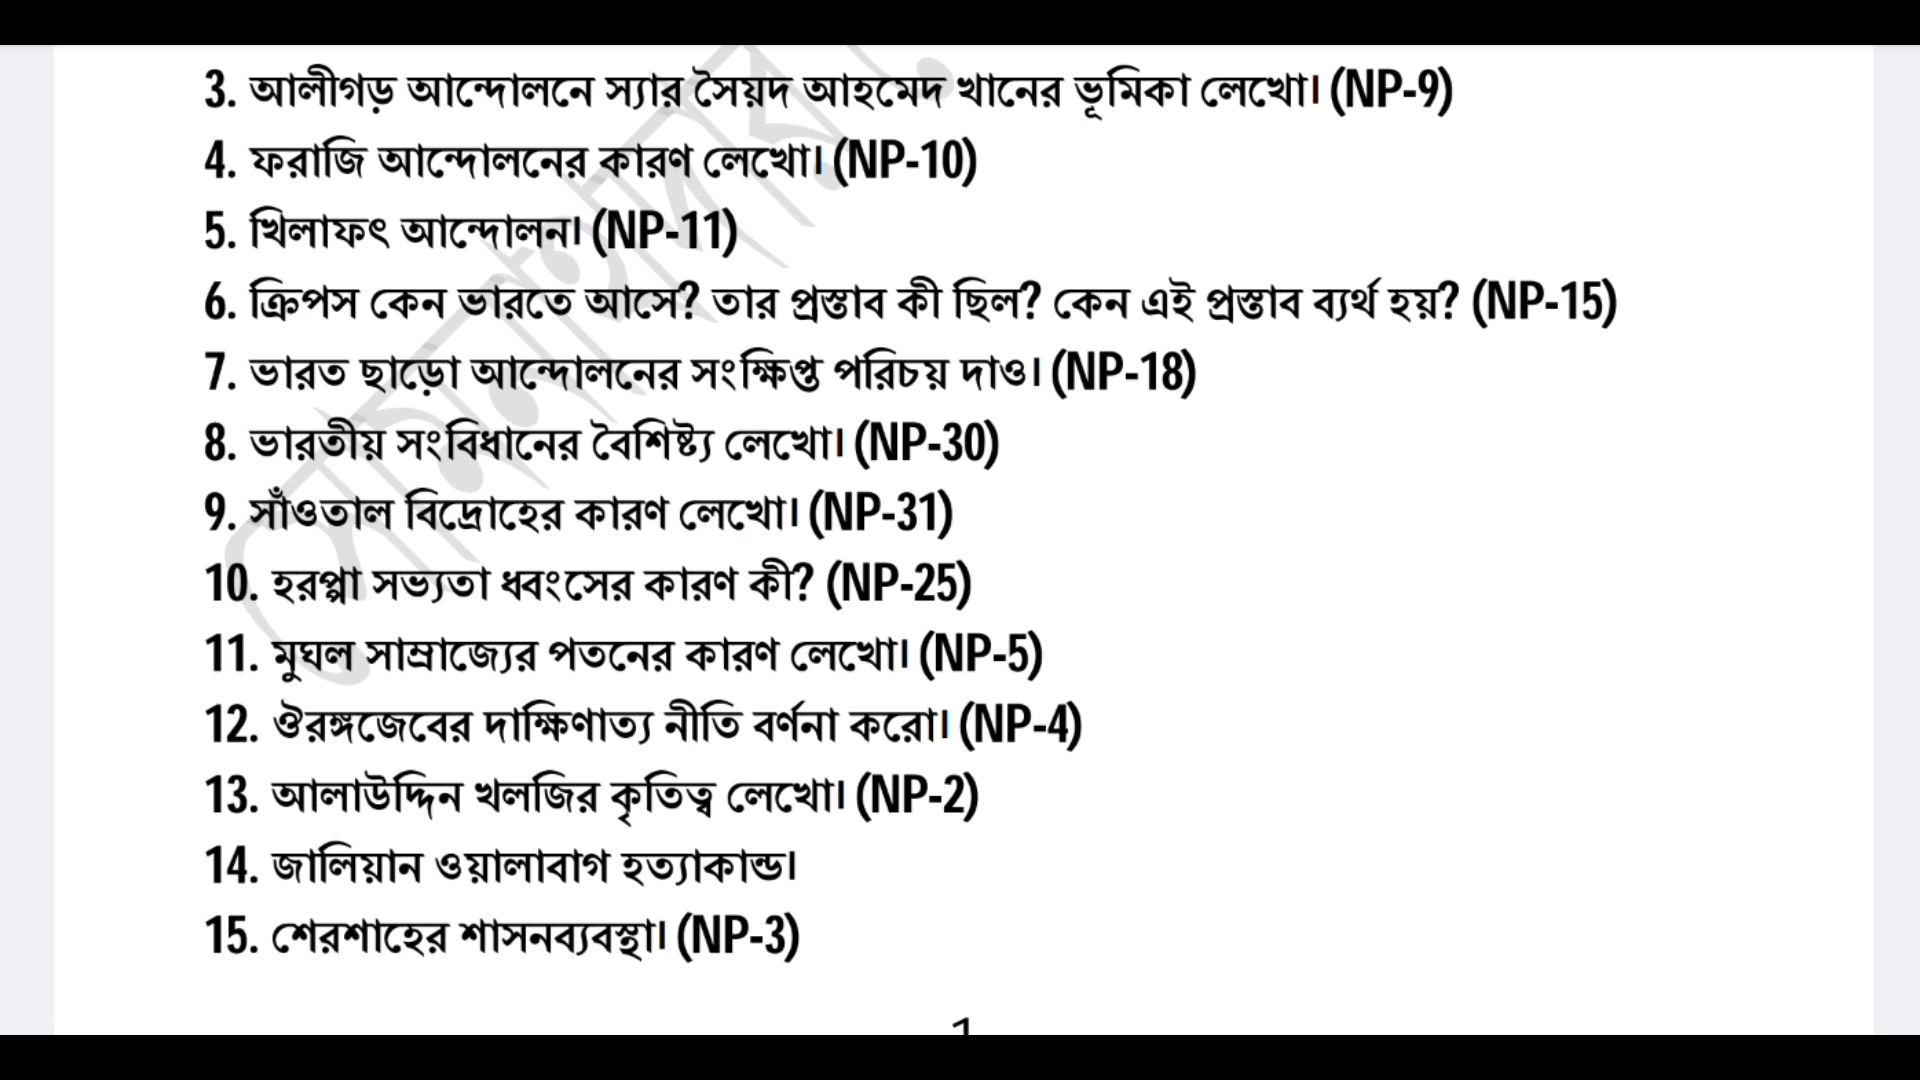 3. আলীগড় আন্দোলনে স্যার সৈয়দ আহমেদ খানের ভূমিকা লেখো। (NP-9)
4. ফরাজি আন্দোলনের কারণ লেখো। (NP-10)
5. খিলাফৎ আন্দোলন। (NP-11)
6. ক্রিপস কেন ভারতে আসে? তার প্রস্তাব কী ছিল? কেন এই প্রস্তাব ব্যর্থ হয়? (NP-15)
7. ভারত ছাড়ো আন্দোলনের সংক্ষিপ্ত পরিচয় দাও। (NP-18)
8. ভারতীয় সংবিধানের বৈশিষ্ট্য লেখো। (NP-30)
9. সাঁওতাল বিদ্রোহের কারণ লেখো। (NP-31)
10. হরপ্পা সভ্যতা ধ্বংসের কারণ কী? (NP-25)
11. মুঘল সাম্রাজ্যের পতনের কারণ লেখো। (NP-5)
12. ঔরঙ্গজেবের দাক্ষিণাত্য নীতি বর্ণনা করো। (NP-4)
13. আলাউদ্দিন খলজির কৃতিত্ব লেখো। (NP-2)
14. জালিয়ান ওয়ালাবাগ হত্যাকান্ড।
15. শেরশাহের শাসনব্যবস্থা। (NP-3)
1